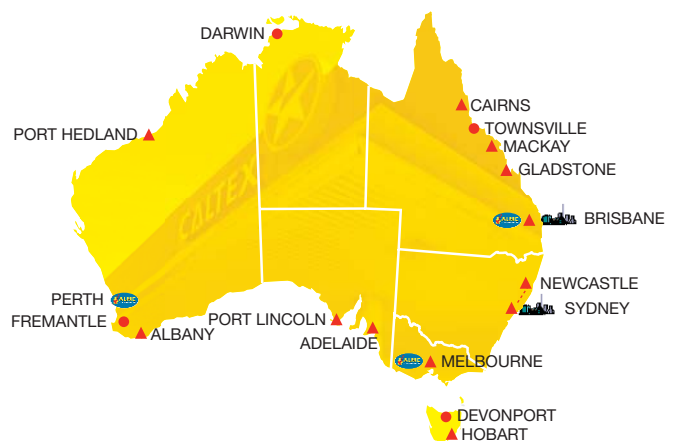 DARWIN
CAIRNS
PORT HEDLAND
TOWNSVILLE
MACKAY
GLADSTONE
CALTEX
BRISBANE
NEWCASTLE
PERTH
SYDNEY
FREMANTLE
PORT LINCOLN
ALBANY
ADELAIDE
MELBOURNE
DEVONPORT
HOBART